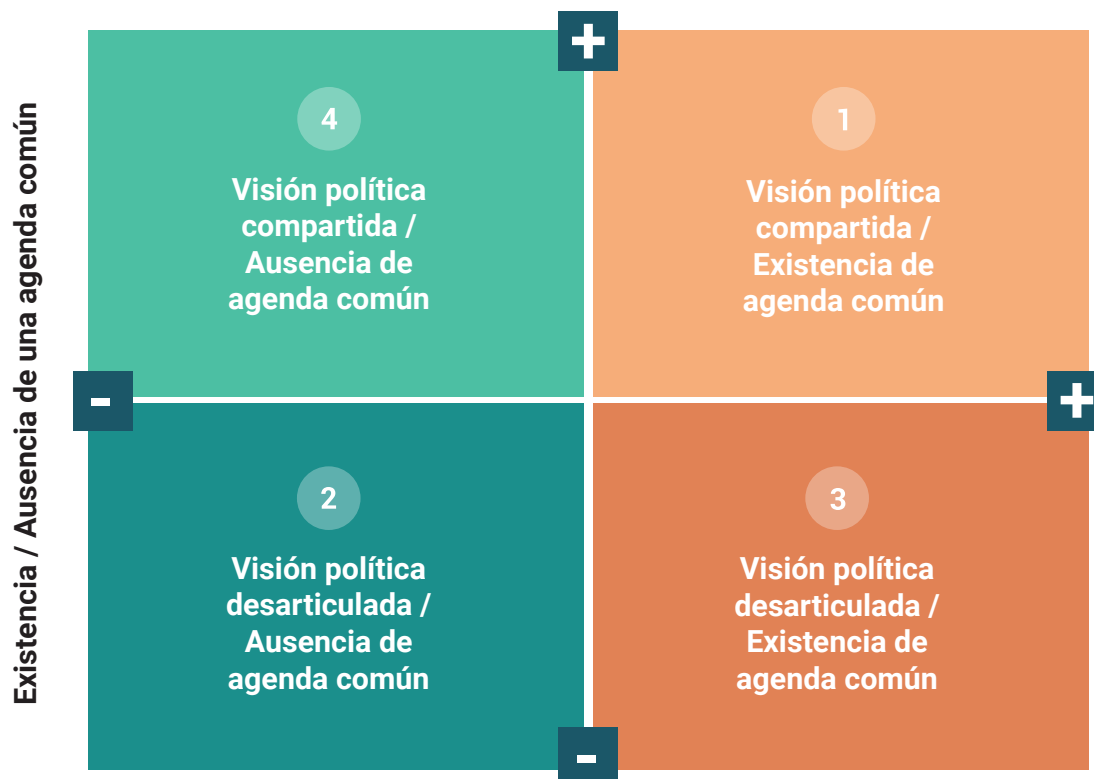 Existencia / Ausencia de una agenda común
+
4
Visión política
compartida /
Ausencia de
agenda común
1
Visión política
compartida /
Existencia de
agenda común
-
+
2
Visión política
desarticulada /
Ausencia de
agenda común
3
Visión política
desarticulada /
Existencia de
agenda común
-